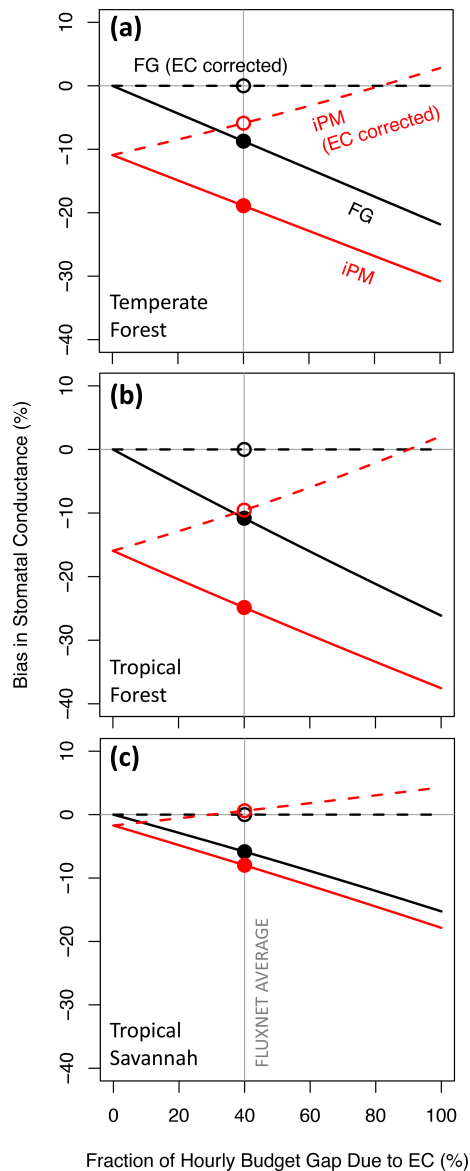 (a)
FG (EC corrected)
iPM
(EC corrected)
FG
iPM
Temperate
Forest
10
0
−10
−20
−30
−40
(b)
Tropical
Forest
10
0
−10
−20
−30
−40
Bias in Stomatal Conductance (%)
(c)
FLUXNET AVERAGE
Tropical
Savannah
10
0
−10
−20
−30
−40
0 20 40 60 80 100
Fraction of Hourly Budget Gap Due to EC (%)